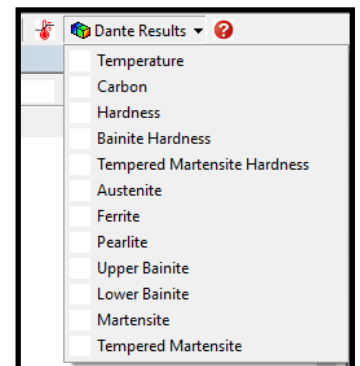 Dante Results
Temperature
Carbon
Hardness
Bainite Hardness
Tempered Martensite Hardness
Austenite
Ferrite
Pearlite
Upper Bainite
Lower Bainite
Martensite
Tempered Martensite